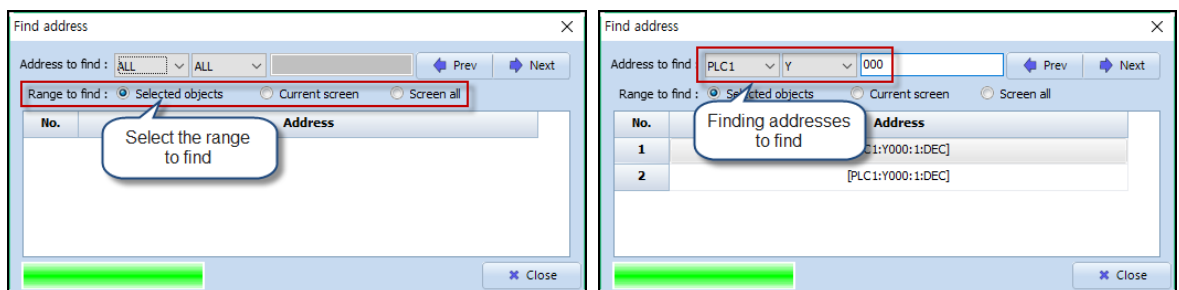 Find address
Address to find : ALL ALL Prev Next
Range to find : Selected objects Current screen Screen all
No. Address
Select the range
to find
Close
Find address
Address to find : PLC1 Y 000 Prev Next
Range to find : Selected objects Current screen Screen all
No. Address
Finding addresses
to find
1 C1:Y000:1:DEC]
2 [PLC1:Y000:1:DEC]
Close